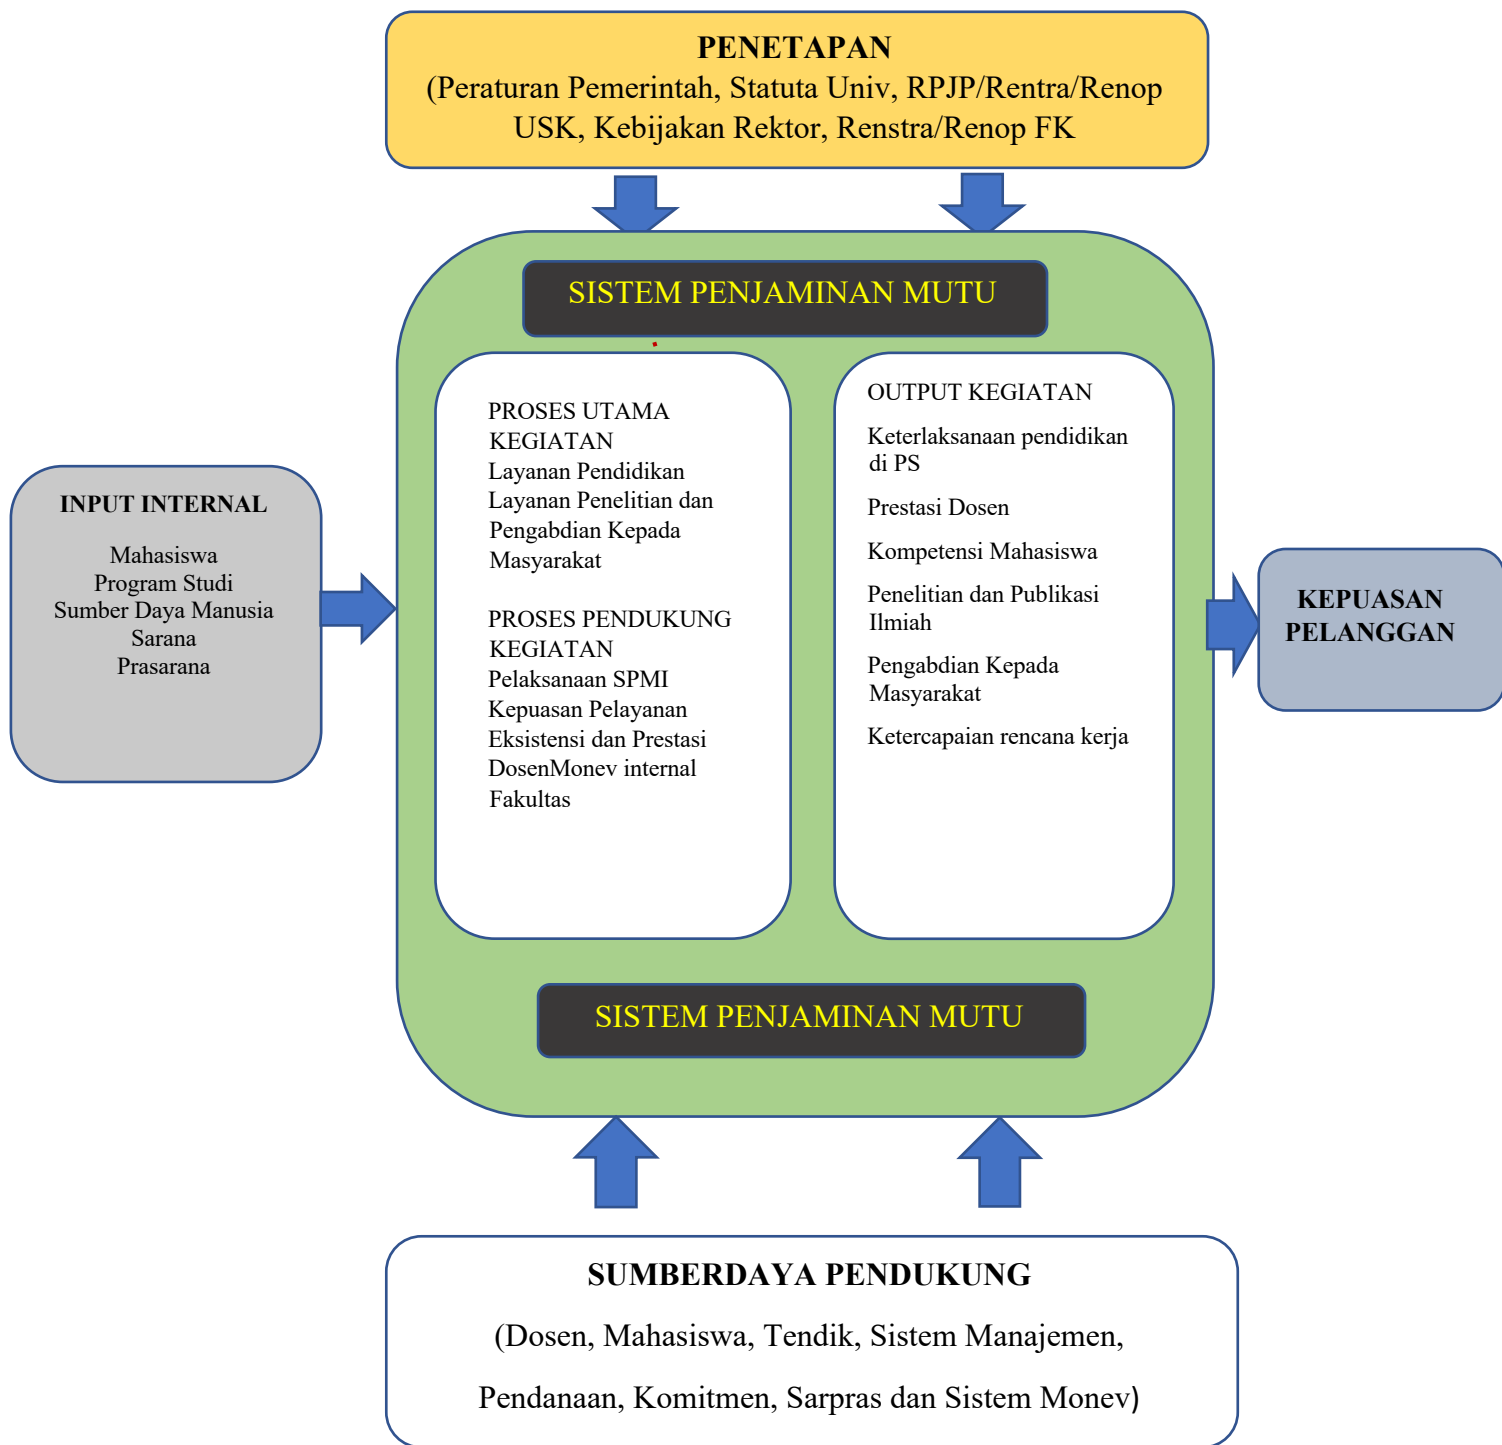 PENETAPAN
(Peraturan Pemerintah, Statuta Univ, RPJP/Rentra/Renop
USK, Kebijakan Rektor, Renstra/Renop FK
SISTEM PENJAMINAN MUTU
INPUT INTERNAL
Mahasiswa
Program Studi
Sumber Daya Manusia
Sarana
Prasarana
PROSES UTAMA
KEGIATAN
Layanan Pendidikan
Layanan Penelitian dan
Pengabdian Kepada
Masyarakat
PROSES PENDUKUNG
KEGIATAN
Pelaksanaan SPMI
Kepuasan Pelayanan
Eksistensi dan Prestasi
DosenMonev internal
Fakultas
OUTPUT KEGIATAN
Keterlaksanaan pendidikan
di PS
Prestasi Dosen
Kompetensi Mahasiswa
Penelitian dan Publikasi
Ilmiah
Pengabdian Kepada
Masyarakat
Ketercapaian rencana kerja
KEPUASAN
PELANGGAN
SISTEM PENJAMINAN MUTU
SUMBERDAYA PENDUKUNG
(Dosen, Mahasiswa, Tendik, Sistem Manajemen,
Pendanaan, Komitmen, Sarpras dan Sistem Monev)